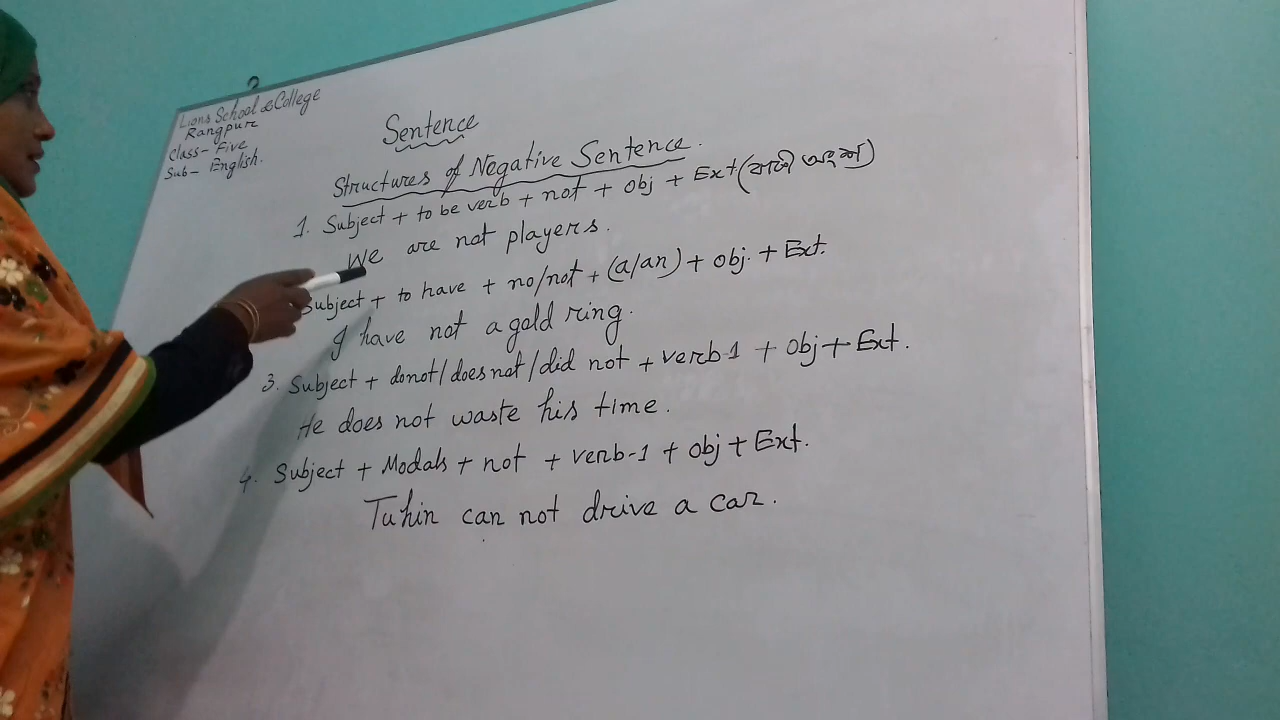 Lions School & College
Rangpur
Class - Five
Sub - English.
Sentence
Structures of Negative Sentence.
1. Subject + to be verb + not + Obj + Ext (বাকী অংশ)
We are not players.
Subject + to have + no/not + (a/an) + obj. + Ext.
I have not a gold ring.
3. Subject + donot/does not/did not + verb-1 + Obj + Ext.
He does not waste his time.
4. Subject + Modals + not + verb-1 + obj + Ext.
Tuhin can not drive a car.